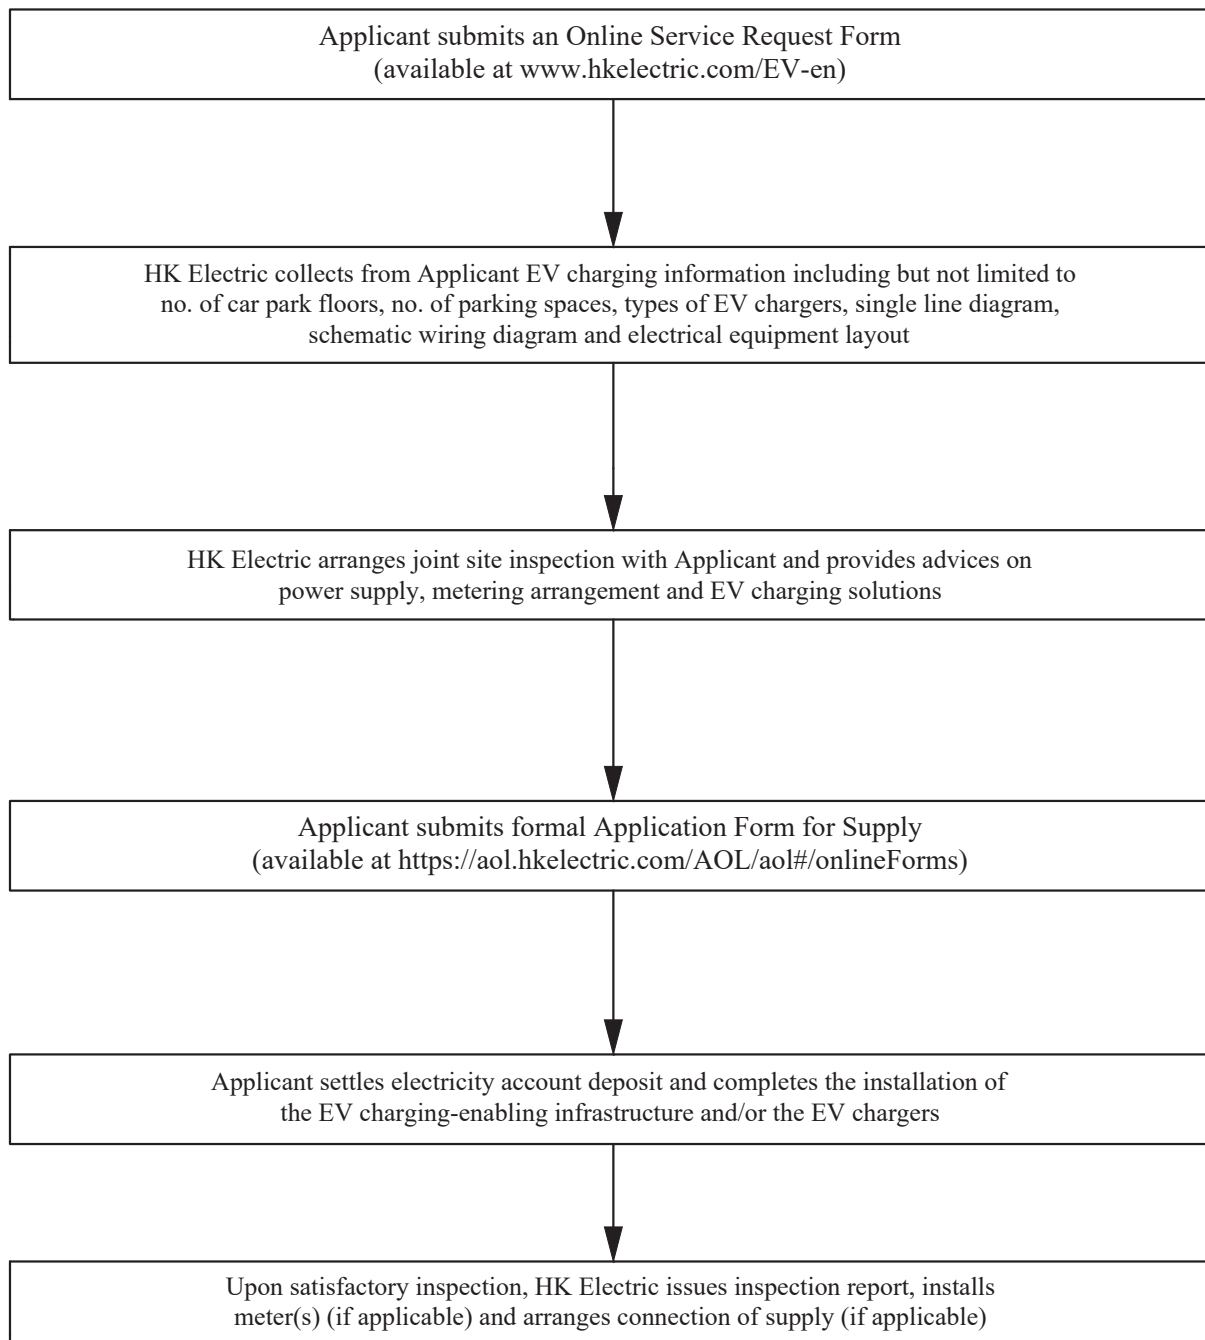 Applicant submits an Online Service Request Form
(available at www.hkelectric.com/EV-en)
HK Electric collects from Applicant EV charging information including but not limited to
no. of car park floors, no. of parking spaces, types of EV chargers, single line diagram,
schematic wiring diagram and electrical equipment layout
HK Electric arranges joint site inspection with Applicant and provides advices on
power supply, metering arrangement and EV charging solutions
Applicant submits formal Application Form for Supply
(available at https://aol.hkelectric.com/AOL/aol#/onlineForms)
Applicant settles electricity account deposit and completes the installation of
the EV charging-enabling infrastructure and/or the EV chargers
Upon satisfactory inspection, HK Electric issues inspection report, installs
meter(s) (if applicable) and arranges connection of supply (if applicable)